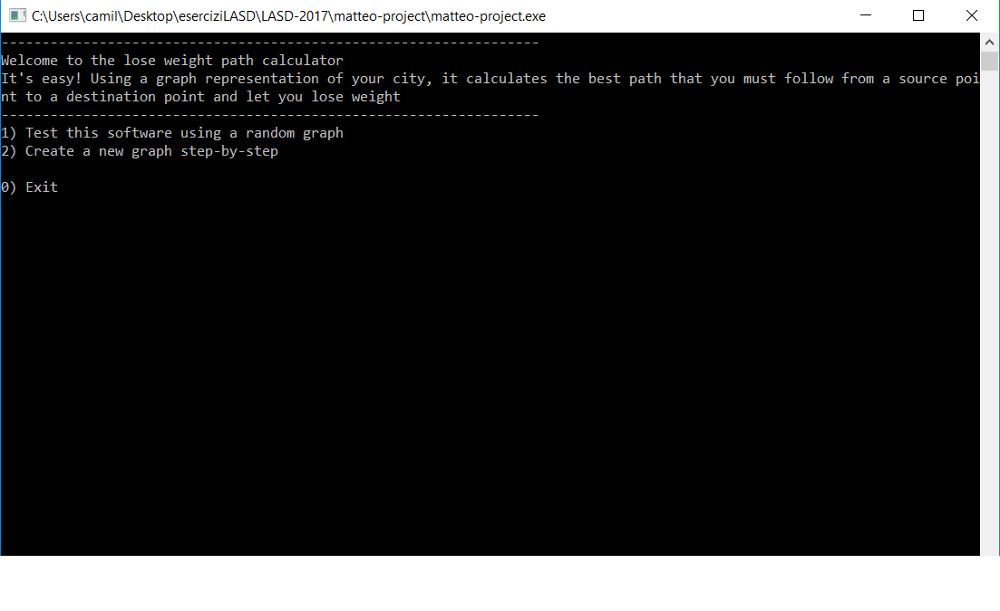 C:\Users\camil\Desktop\eserciziLASD\LASD-2017\matteo-project\matteo-project.exe
------------------------------------------------------------------
Welcome to the lose weight path calculator
It's easy! Using a graph representation of your city, it calculates the best path that you must follow from a source poi
nt to a destination point and let you lose weight
------------------------------------------------------------------
1) Test this software using a random graph
2) Create a new graph step-by-step
0) Exit